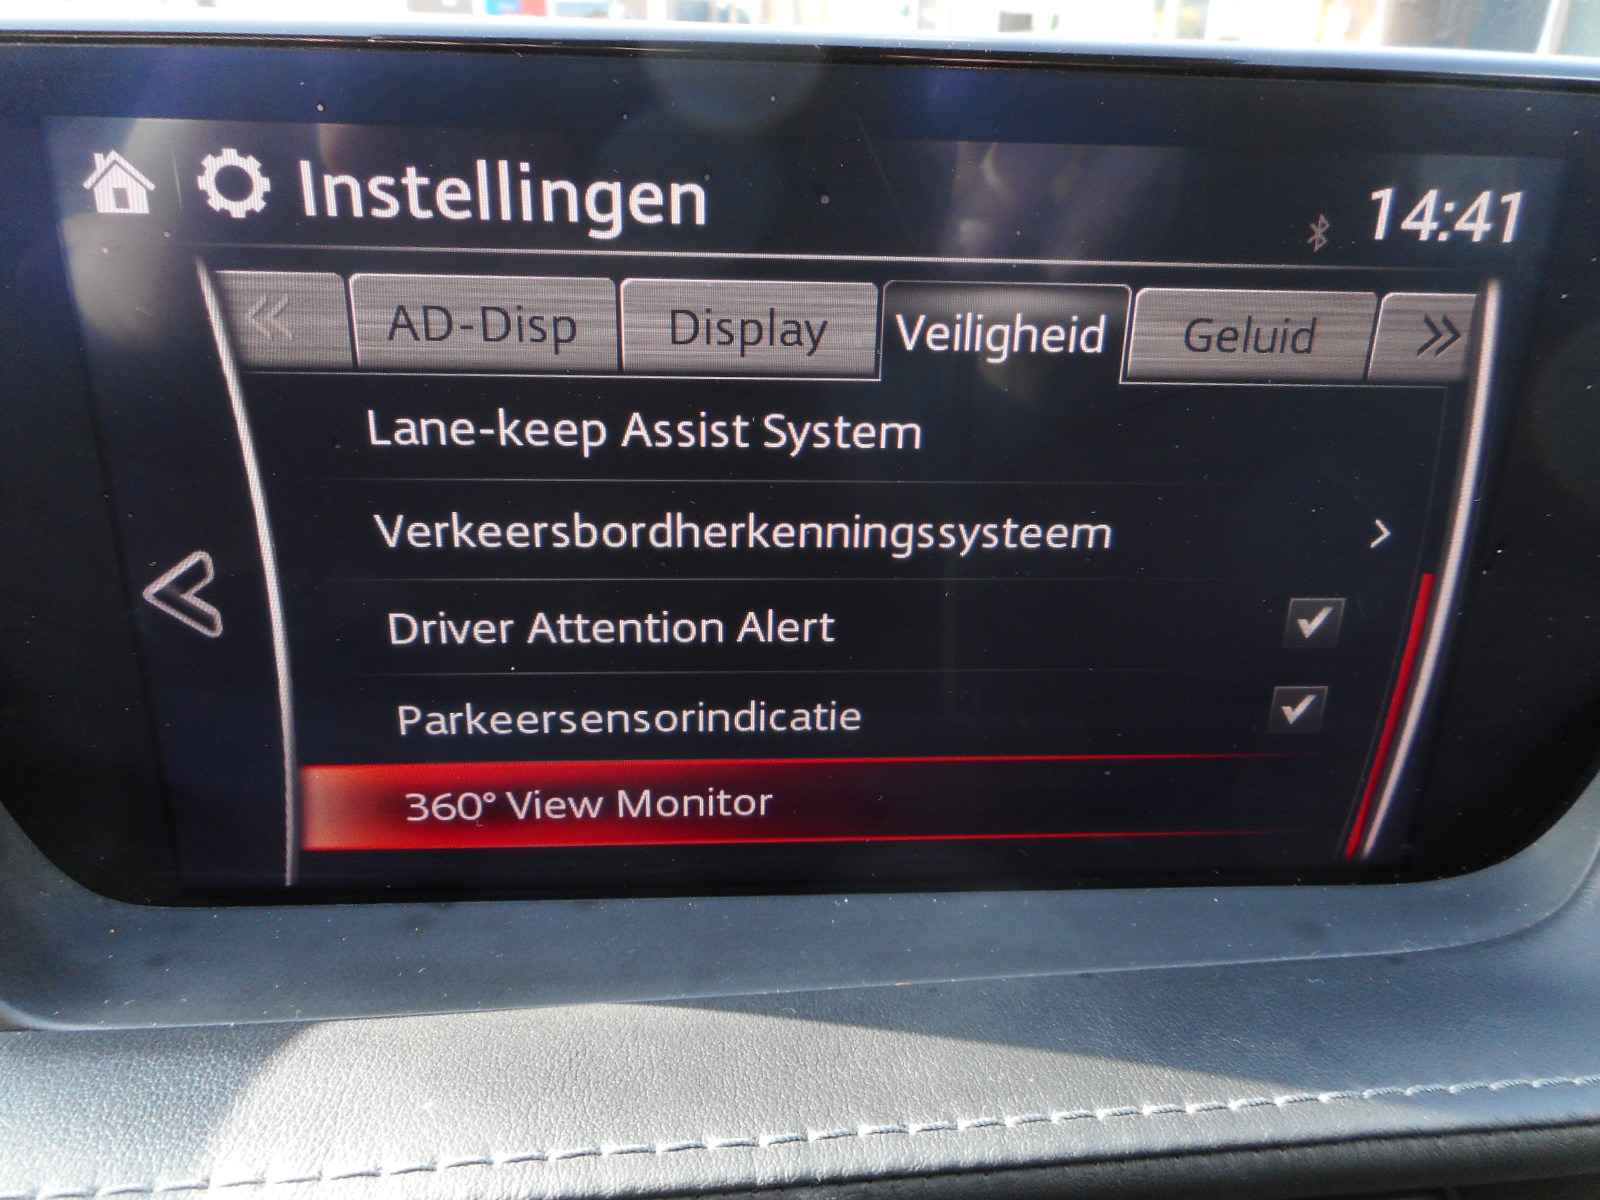 Instellingen
14:41
AD-Disp
Display
Veiligheid
Geluid
Lane-keep Assist System
Verkeersbordherkenningssysteem
Driver Attention Alert
Parkeersensorindicatie
360° View Monitor